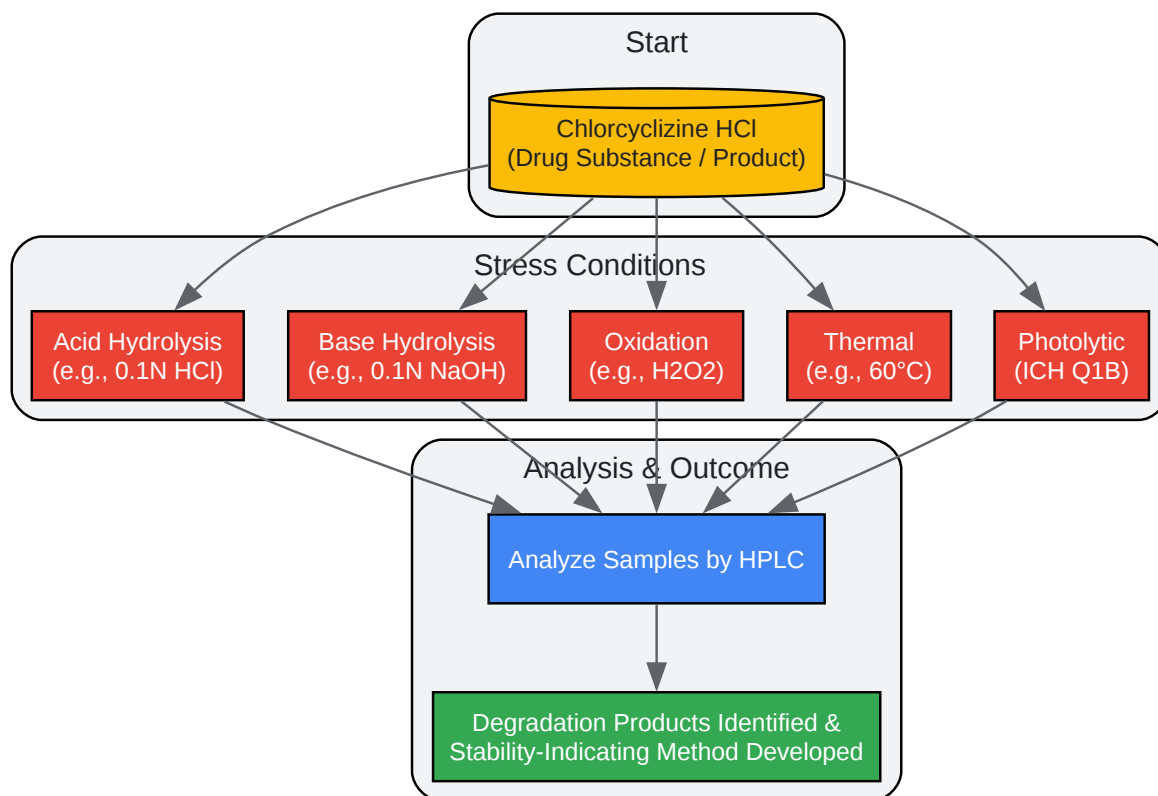 Start
Chlorcyclizine HCl
(Drug Substance / Product)
Stress Conditions
Acid Hydrolysis
(e.g., 0.1N HCl)
Base Hydrolysis
(e.g., 0.1N NaOH)
Oxidation
(e.g., H2O2)
Thermal
(e.g., 60°C)
Photolytic
(ICH Q1B)
Analysis & Outcome
Analyze Samples by HPLC
Degradation Products Identified &
Stability-Indicating Method Developed